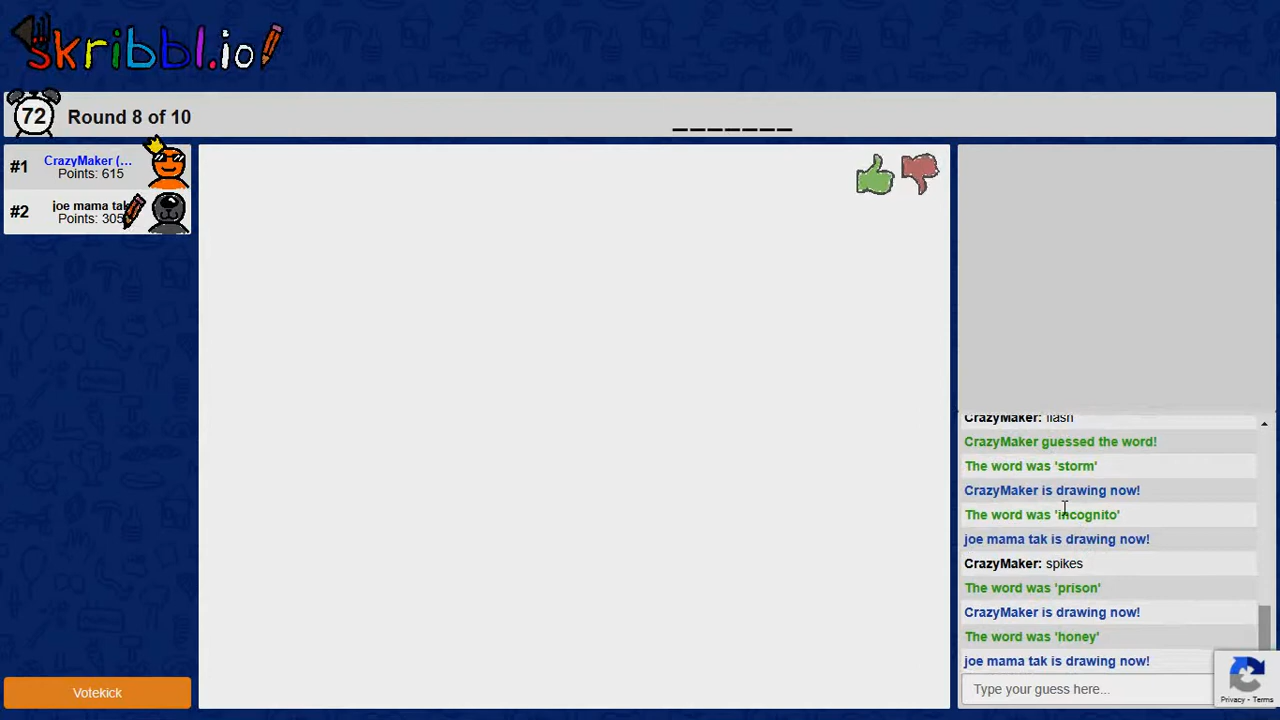 skribbl.io
72
Round 8 of 10
_______
#1
CrazyMaker (...
Points: 615
#2
joe mama tak
Points: 305
CrazyMaker: flash
CrazyMaker guessed the word!
The word was 'storm'
CrazyMaker is drawing now!
The word was 'incognito'
joe mama tak is drawing now!
CrazyMaker: spikes
The word was 'prison'
CrazyMaker is drawing now!
The word was 'honey'
joe mama tak is drawing now!
Type your guess here...
Votekick
Privacy - Terms